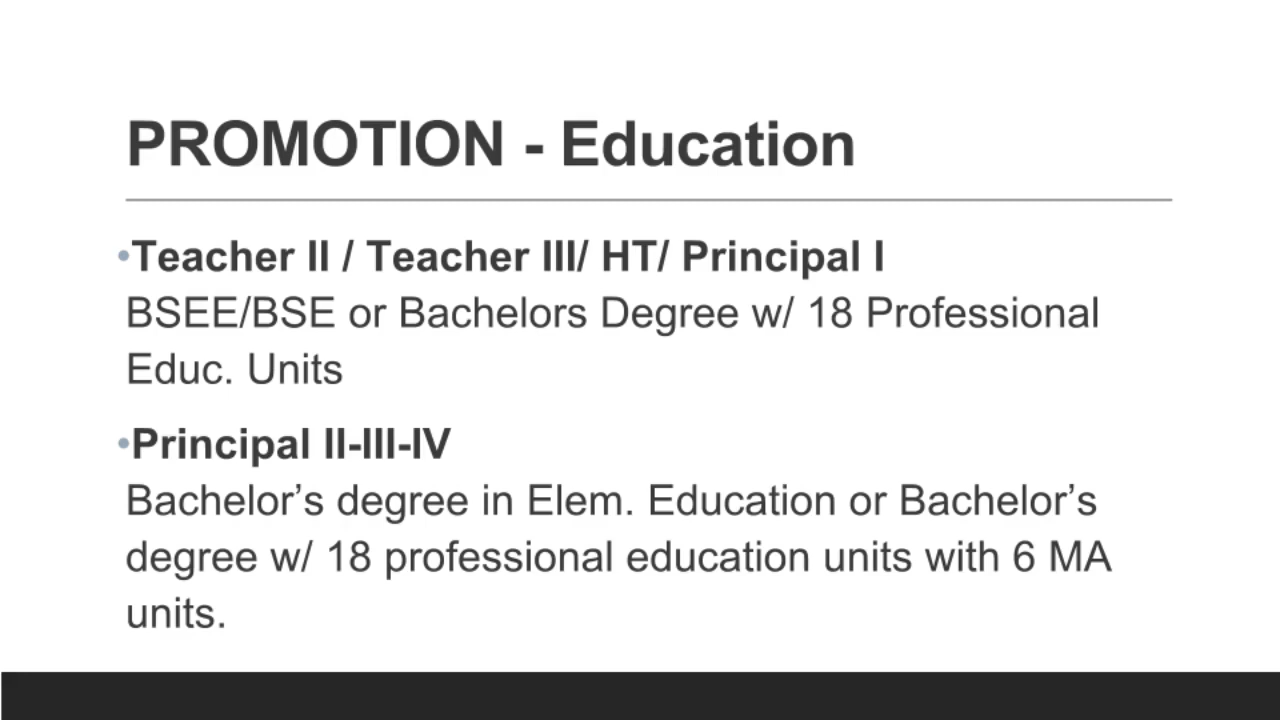 PROMOTION - Education
•Teacher II / Teacher III/ HT/ Principal I
BSEE/BSE or Bachelors Degree w/ 18 Professional
Educ. Units
•Principal II-III-IV
Bachelor’s degree in Elem. Education or Bachelor’s
degree w/ 18 professional education units with 6 MA
units.